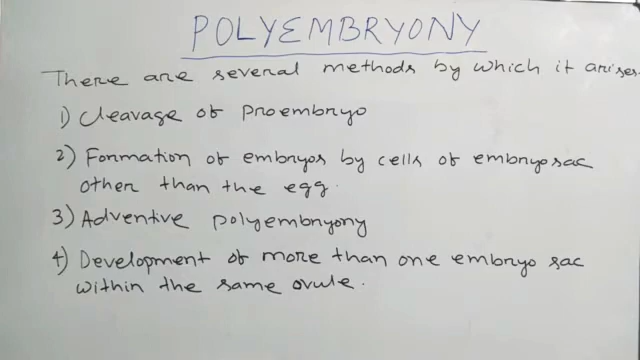 POLYEMBRYONY
There are several methods by which it arises.
1) Cleavage of proembryo
2) Formation of embryos by cells of embryo sac
other than the egg.
3) Adventive polyembryony
4) Development of more than one embryo sac
within the same ovule.